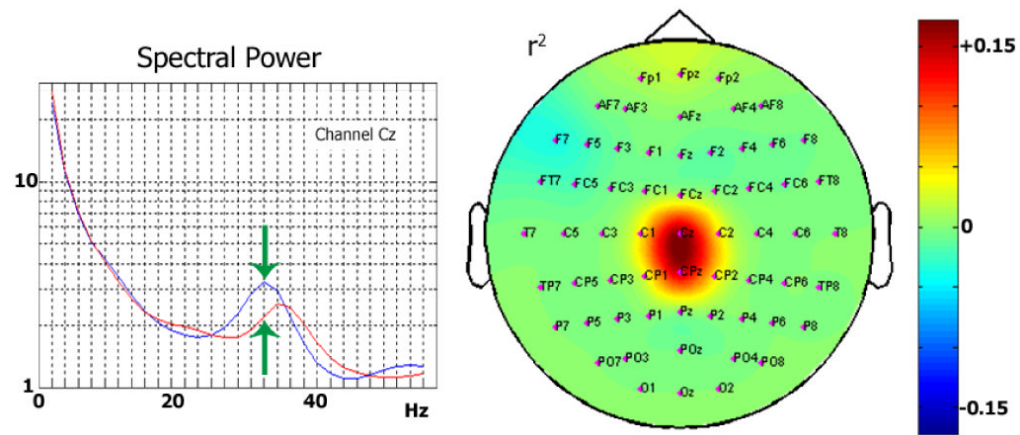 Spectral Power
Channel Cz
10
1
0 20 40 Hz
r²
Fp1 Fpz Fp2
AF7 AF3 AFz AF4 AF8
F7 F5 F3 F1 Fz F2 F4 F6 F8
FT7 FC5 FC3 FC1 FCz FC2 FC4 FC6 FT8
T7 C5 C3 C1 Cz C2 C4 C6 T8
TP7 CP5 CP3 CP1 CPz CP2 CP4 CP6 TP8
P7 P5 P3 P1 Pz P2 P4 P6 P8
PO7 PO3 POz PO4 PO8
O1 Oz O2
+0.15
0
-0.15